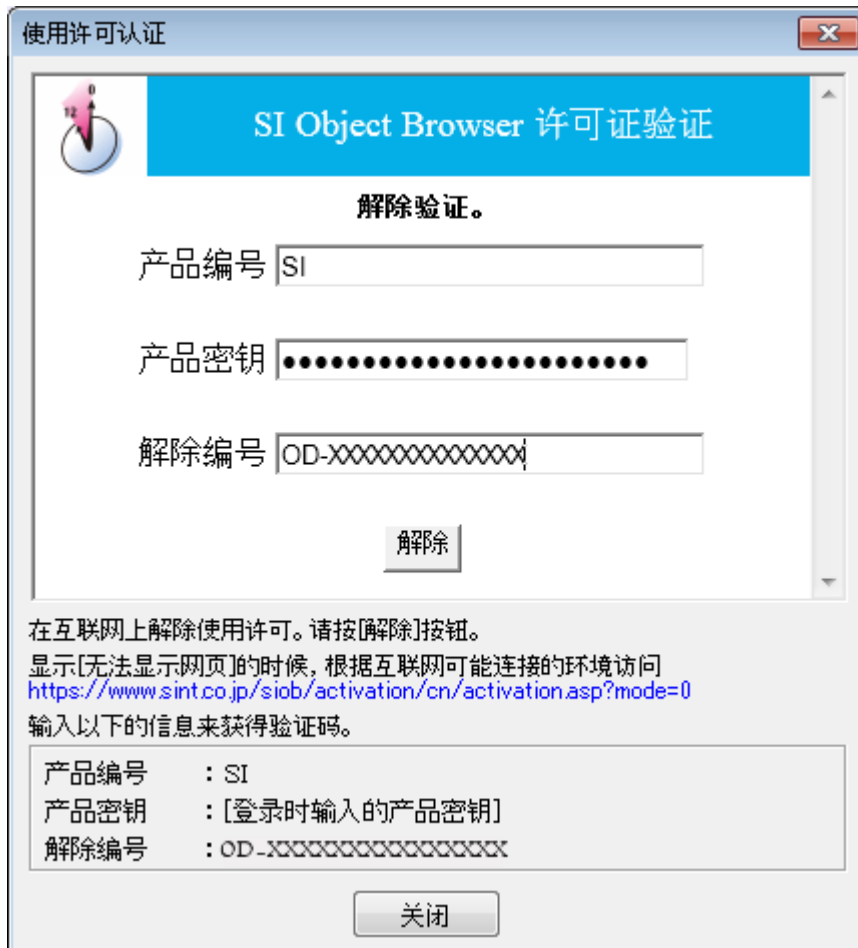 使用许可认证
12 0
SI Object Browser 许可证验证
解除验证。
产品编号 SI
产品密钥 ●●●●●●●●●●●●●●●●●●●●●●●
解除编号 OD-XXXXXXXXXXXXXX
解除
在互联网上解除使用许可。请按[解除]按钮。
显示[无法显示网页]的时候, 根据互联网可能连接的环境访问
https://www.sint.co.jp/siob/activation/cn/activation.asp?mode=0
输入以下的信息来获得验证码。
产品编号 : SI
产品密钥 : [登录时输入的产品密钥]
解除编号 : OD-XXXXXXXXXXXXXXXXX
关闭